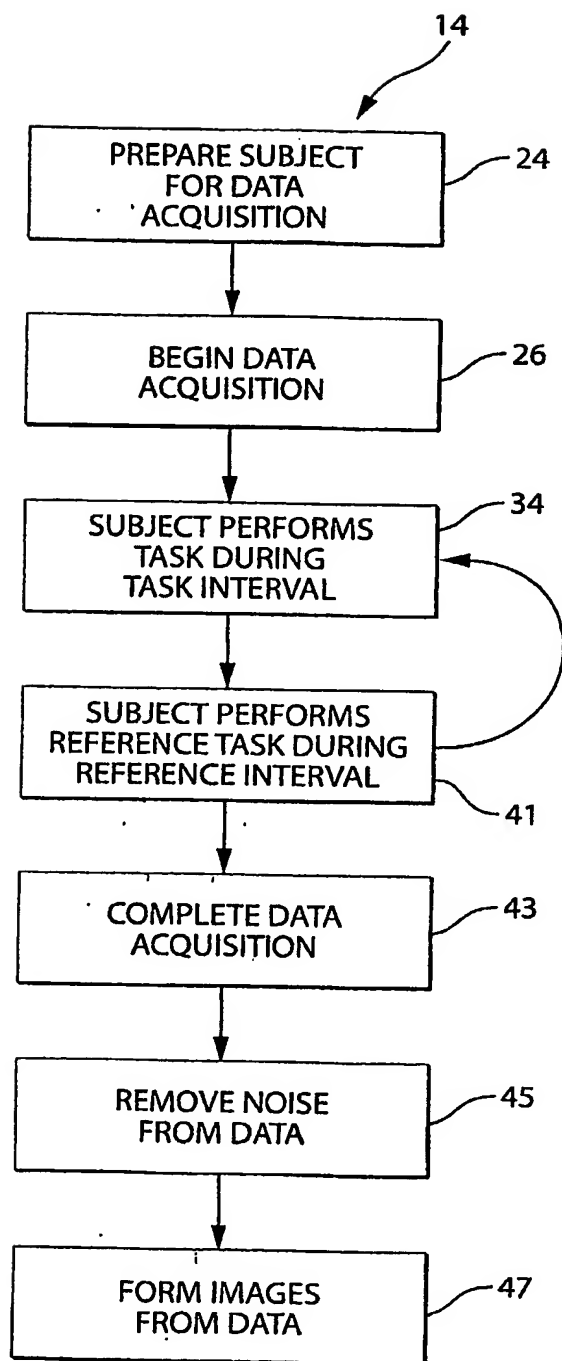 14
PREPARE SUBJECT
FOR DATA
ACQUISITION
24
BEGIN DATA
ACQUISITION
26
34
SUBJECT PERFORMS
TASK DURING
TASK INTERVAL
SUBJECT PERFORMS
REFERENCE TASK DURING
REFERENCE INTERVAL
41
COMPLETE DATA
ACQUISITION
43
REMOVE NOISE
FROM DATA
45
FORM IMAGES
FROM DATA
47